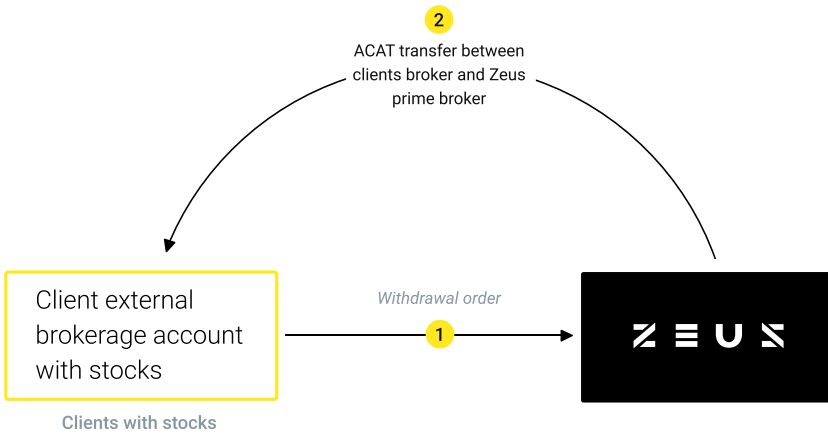 2
ACAT transfer between
clients broker and Zeus
prime broker
Withdrawal order
1
Client external
brokerage account
with stocks
ZEUS
Clients with stocks